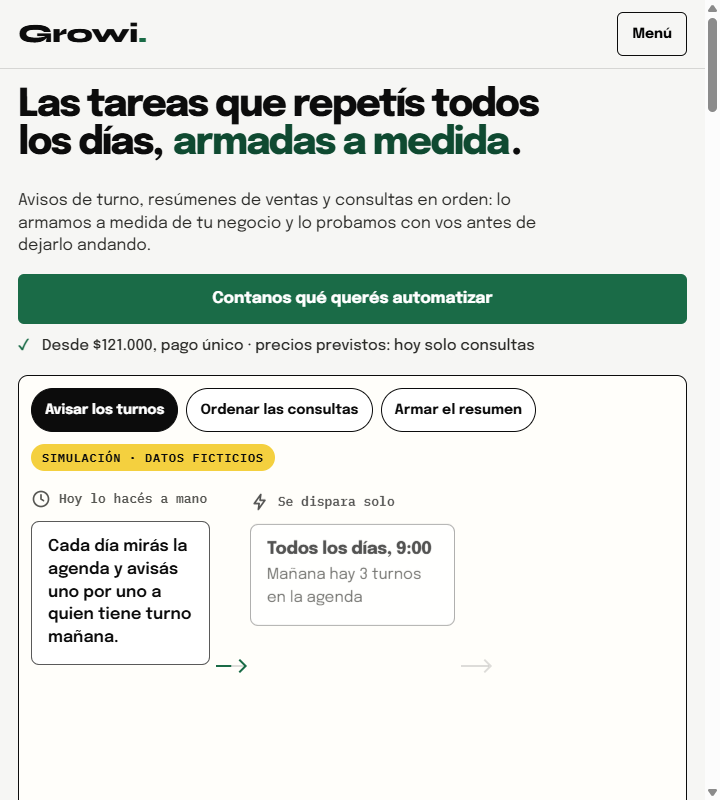 Growi.
Menú
Las tareas que repetís todos
los días, armadas a medida.
Avisos de turno, resúmenes de ventas y consultas en orden: lo
armamos a medida de tu negocio y lo probamos con vos antes de
dejarlo andando.
Contanos qué querés automatizar
✓ Desde $121.000, pago único · precios previstos: hoy solo consultas
Avisar los turnos
Ordenar las consultas
Armar el resumen
SIMULACIÓN · DATOS FICTICIOS
Hoy lo hacés a mano
Cada día mirás la
agenda y avisás
uno por uno a
quien tiene turno
mañana.
Se dispara solo
Todos los días, 9:00
Mañana hay 3 turnos
en la agenda